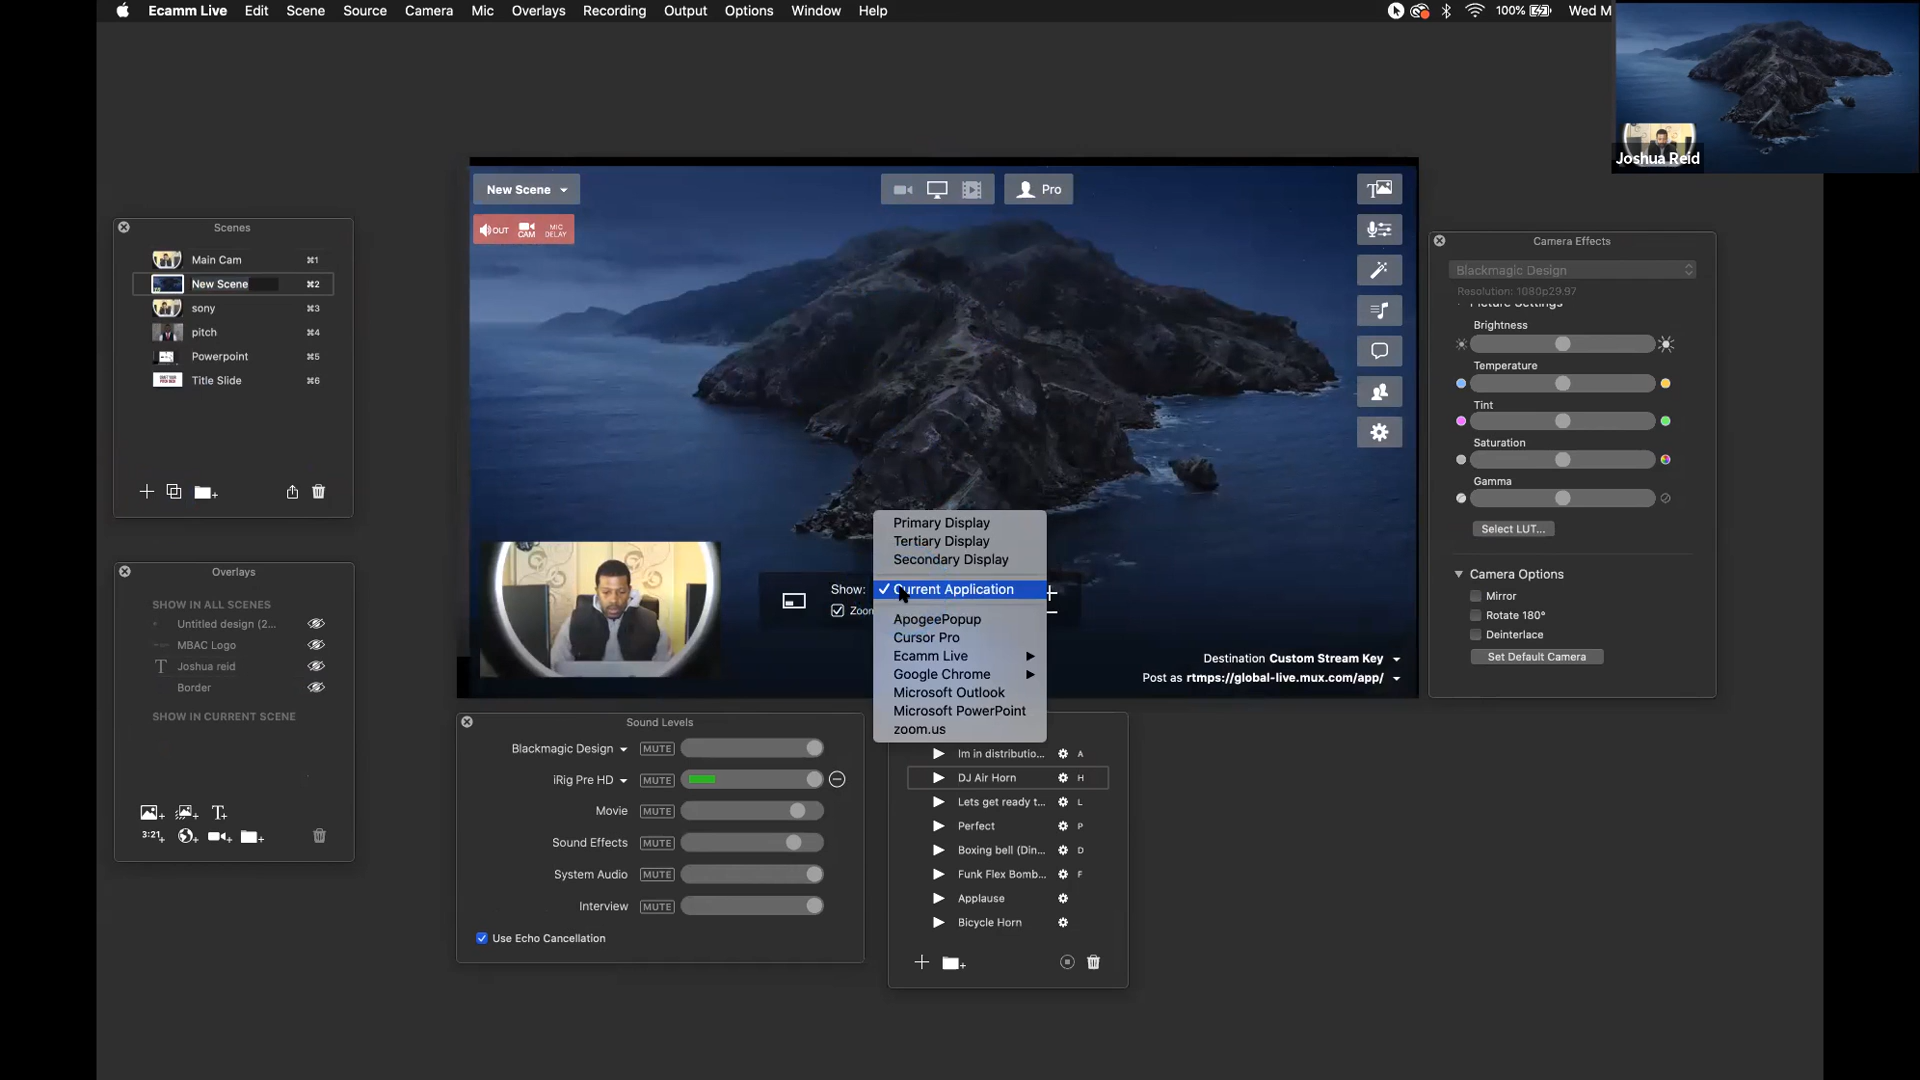 Ecamm Live Edit Scene Source Camera Mic Overlays Recording Output Options Window Help
100% Wed M
Joshua Reid
New Scene
Pro
OUT CAM MIC DELAY
Scenes
Main Cam ⌘1
New Scene ⌘2
sony ⌘3
pitch ⌘4
Powerpoint ⌘5
Title Slide ⌘6
Overlays
SHOW IN ALL SCENES
Untitled design (2...
MBAC Logo
Joshua reid
Border
SHOW IN CURRENT SCENE
3:21
Show:
Zoo
Primary Display
Tertiary Display
Secondary Display
✓ Current Application
ApogeePopup
Cursor Pro
Ecamm Live
Google Chrome
Microsoft Outlook
Microsoft PowerPoint
zoom.us
Destination Custom Stream Key
Post as rtmps://global-live.mux.com/app/
Sound Levels
Blackmagic Design MUTE
iRig Pre HD MUTE
Movie MUTE
Sound Effects MUTE
System Audio MUTE
Interview MUTE
Use Echo Cancellation
Im in distributio... A
DJ Air Horn H
Lets get ready t... L
Perfect P
Boxing bell (Din... D
Funk Flex Bomb... F
Applause
Bicycle Horn
Camera Effects
Blackmagic Design
Resolution: 1080p29.97
Picture Settings
Brightness
Temperature
Tint
Saturation
Gamma
Select LUT...
Camera Options
Mirror
Rotate 180°
Deinterlace
Set Default Camera